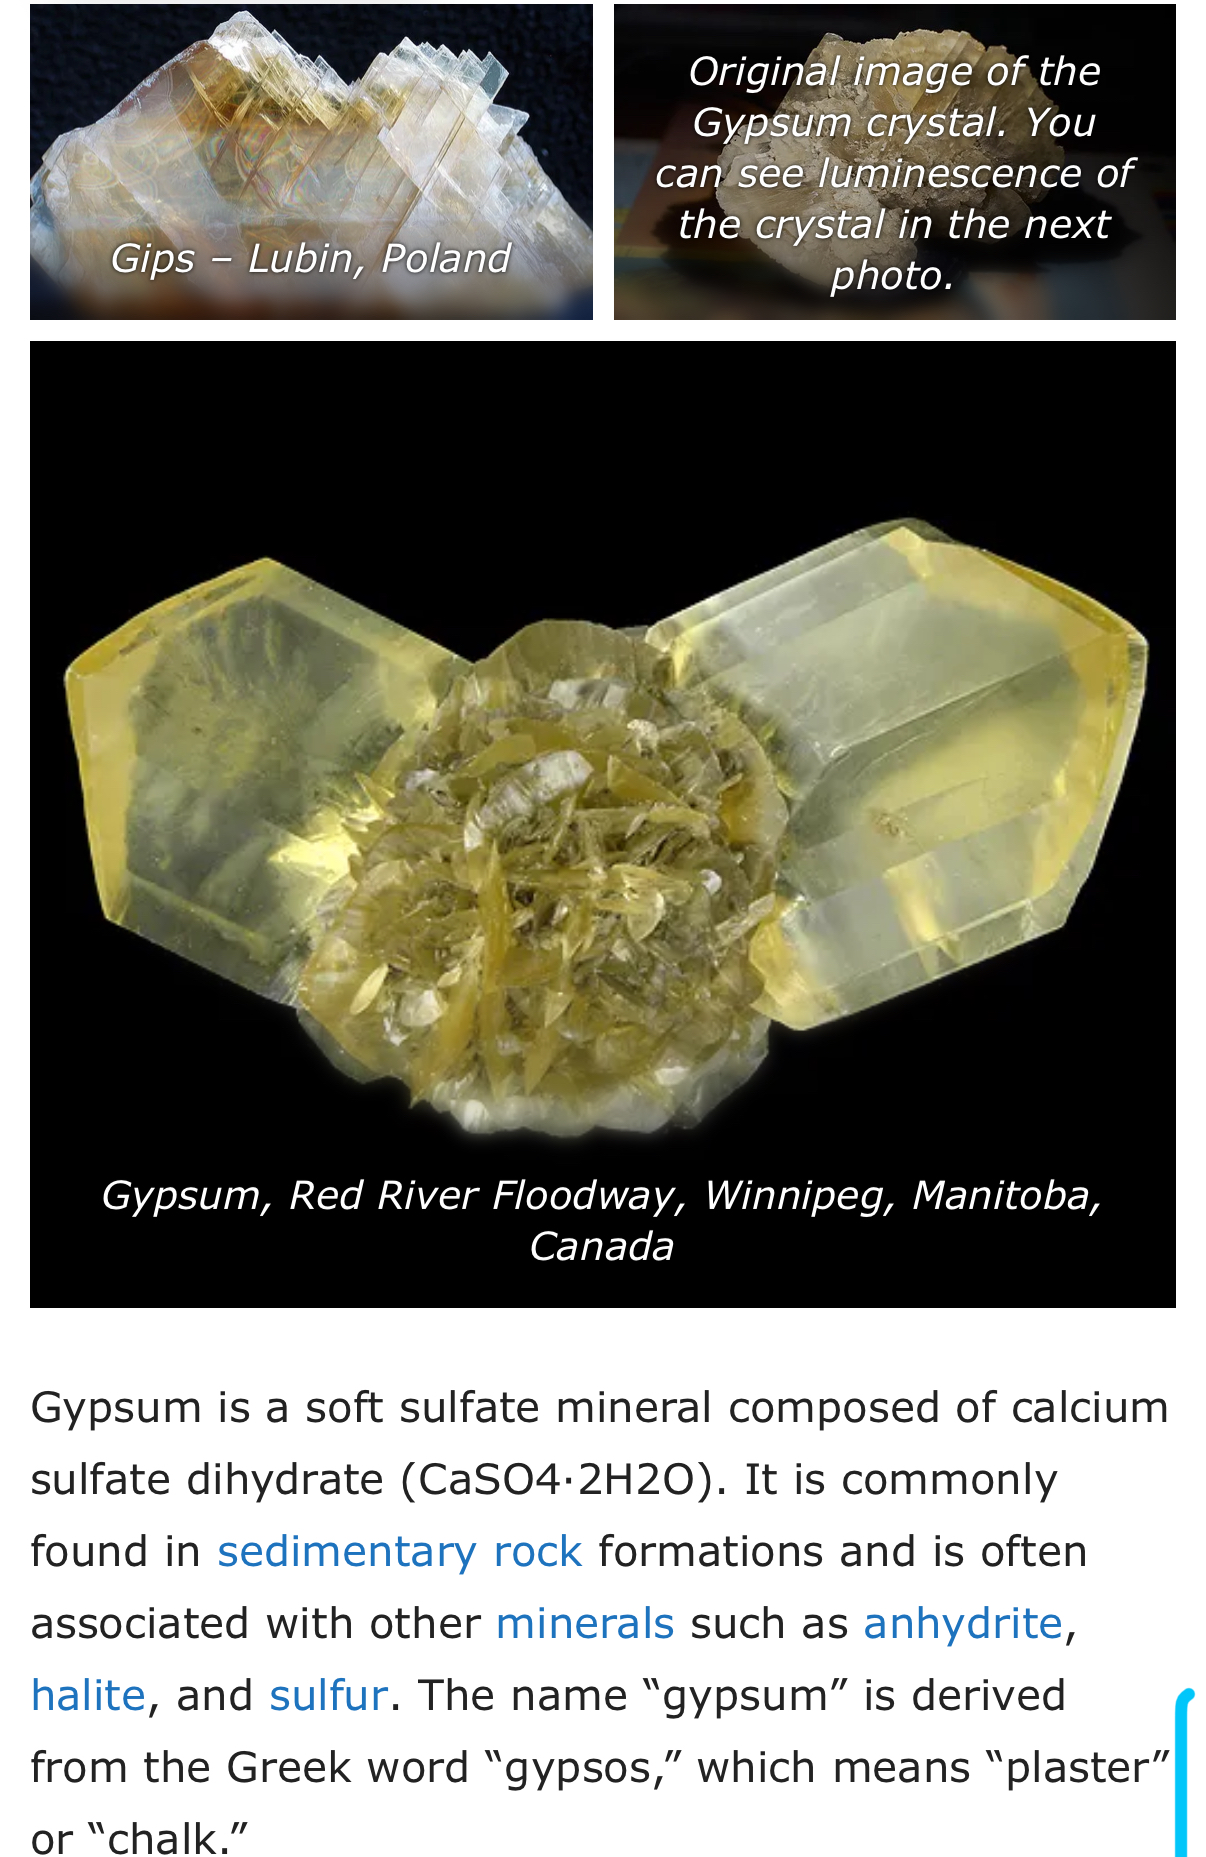 Gips – Lubin, Poland
Original image of the
Gypsum crystal. You
can see luminescence of
the crystal in the next
photo.
Gypsum, Red River Floodway, Winnipeg, Manitoba,
Canada
Gypsum is a soft sulfate mineral composed of calcium
sulfate dihydrate (CaSO4·2H2O). It is commonly
found in sedimentary rock formations and is often
associated with other minerals such as anhydrite,
halite, and sulfur. The name “gypsum” is derived
from the Greek word “gypsos,” which means “plaster”
or “chalk.”